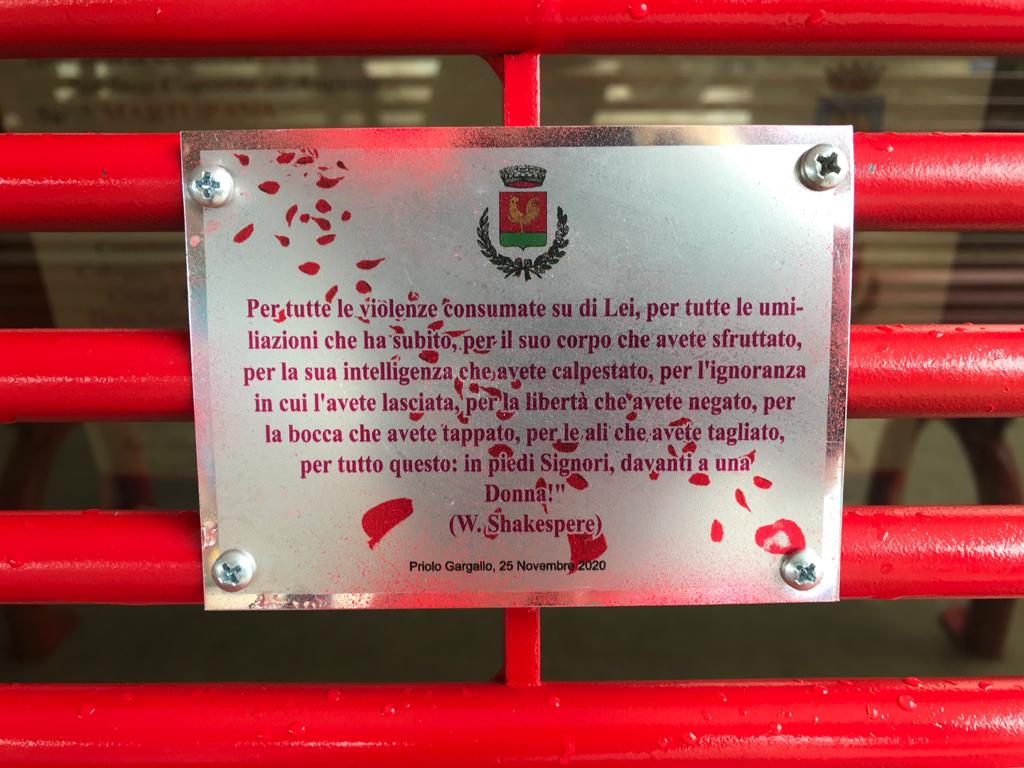 Per tutte le violenze consumate su di Lei, per tutte le umi-
liazioni che ha subito, per il suo corpo che avete sfruttato,
per la sua intelligenza che avete calpestato, per l'ignoranza
in cui l'avete lasciata, per la libertà che avete negato, per
la bocca che avete tappato, per le ali che avete tagliato,
per tutto questo: in piedi Signori, davanti a una
Donna!"
(W. Shakespere)
Priolo Gargallo, 25 Novembre 2020